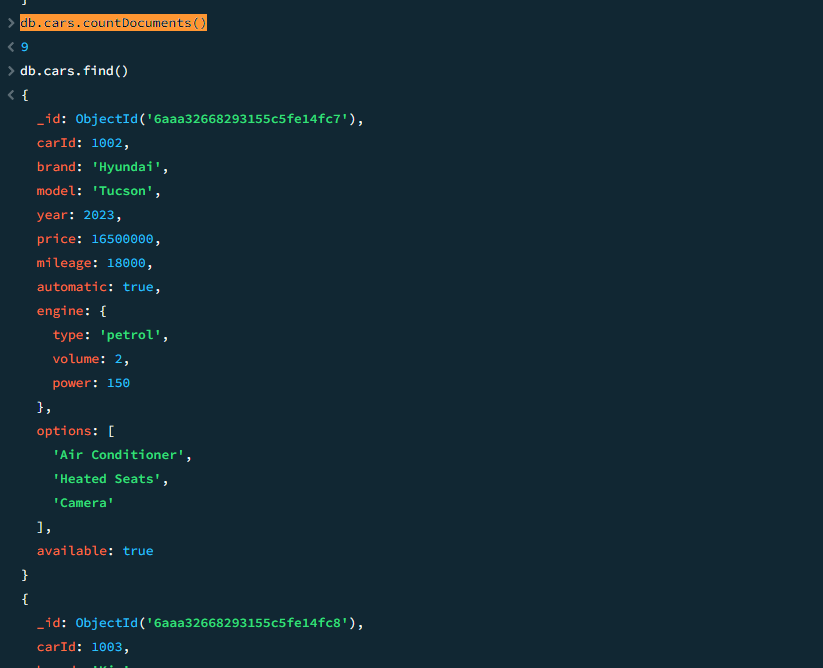 }
> db.cars.countDocuments()
< 9
> db.cars.find()
< {
_id: ObjectId('6aaa32668293155c5fe14fc7'),
carId: 1002,
brand: 'Hyundai',
model: 'Tucson',
year: 2023,
price: 16500000,
mileage: 18000,
automatic: true,
engine: {
type: 'petrol',
volume: 2,
power: 150
},
options: [
'Air Conditioner',
'Heated Seats',
'Camera'
],
available: true
}
{
_id: ObjectId('6aaa32668293155c5fe14fc8'),
carId: 1003,